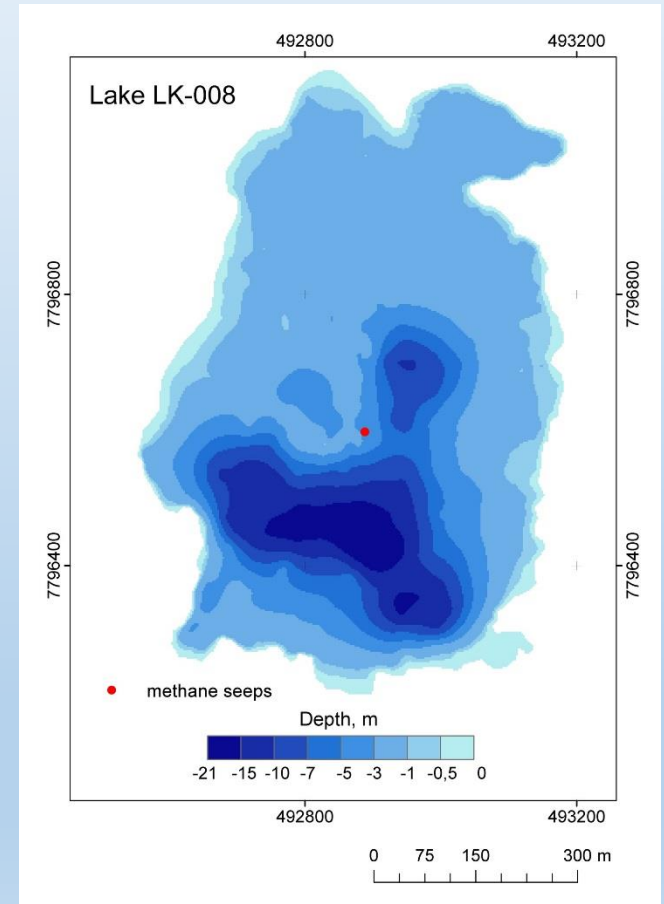 492800 493200
Lake LK-008
7796800 7796800
7796400 7796400
methane seeps
Depth, m
-21 -15 -10 -7 -5 -3 -1 -0,5 0
492800 493200
0 75 150 300 m